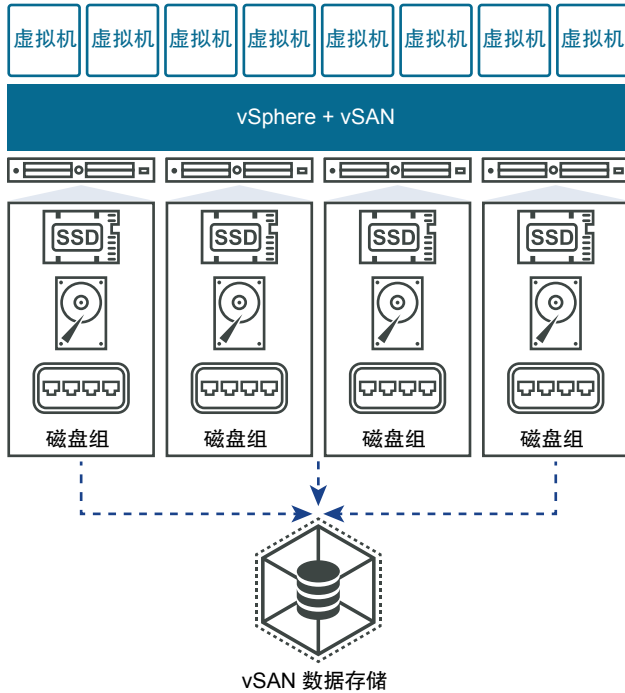 虚拟机 虚拟机 虚拟机 虚拟机 虚拟机 虚拟机 虚拟机 虚拟机
vSphere + vSAN
SSD SSD SSD SSD
磁盘组 磁盘组 磁盘组 磁盘组
vSAN 数据存储